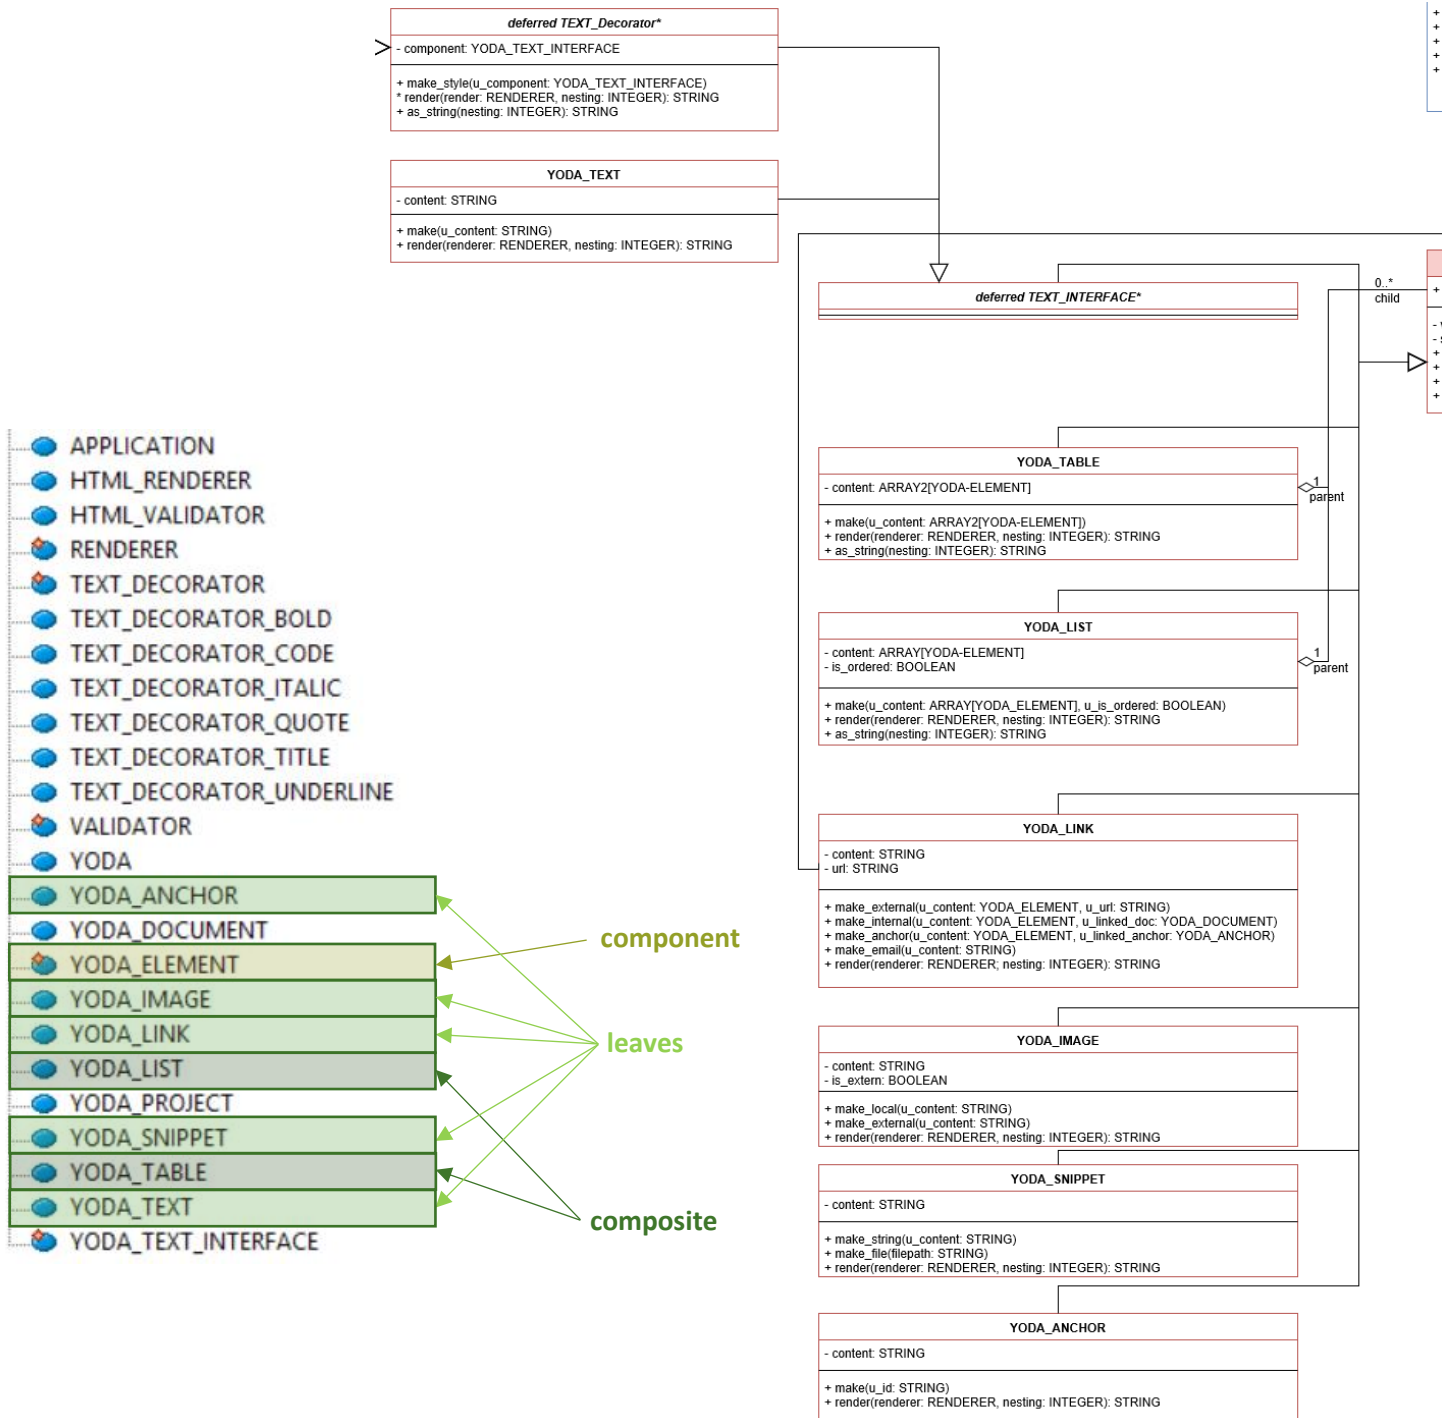 deferred TEXT_Decorator*
- component: YODA_TEXT_INTERFACE
+ make_style(u_component: YODA_TEXT_INTERFACE)
* render(render: RENDERER, nesting: INTEGER): STRING
+ as_string(nesting: INTEGER): STRING
YODA_TEXT
- content: STRING
+ make(u_content: STRING)
+ render(renderer: RENDERER, nesting: INTEGER): STRING
deferred TEXT_INTERFACE*
0..*
child
+
+
+
+
+
+
-
-
+
+
+
+
YODA_TABLE
- content: ARRAY2[YODA-ELEMENT]
+ make(u_content: ARRAY2[YODA-ELEMENT])
+ render(renderer: RENDERER, nesting: INTEGER): STRING
+ as_string(nesting: INTEGER): STRING
1
parent
YODA_LIST
- content: ARRAY[YODA-ELEMENT]
- is_ordered: BOOLEAN
+ make(u_content: ARRAY[YODA_ELEMENT], u_is_ordered: BOOLEAN)
+ render(renderer: RENDERER, nesting: INTEGER): STRING
+ as_string(nesting: INTEGER): STRING
1
parent
YODA_LINK
- content: STRING
- url: STRING
+ make_external(u_content: YODA_ELEMENT, u_url: STRING)
+ make_internal(u_content: YODA_ELEMENT, u_linked_doc: YODA_DOCUMENT)
+ make_anchor(u_content: YODA_ELEMENT, u_linked_anchor: YODA_ANCHOR)
+ make_email(u_content: STRING)
+ render(renderer: RENDERER; nesting: INTEGER): STRING
YODA_IMAGE
- content: STRING
- is_extern: BOOLEAN
+ make_local(u_content: STRING)
+ make_external(u_content: STRING)
+ render(renderer: RENDERER, nesting: INTEGER): STRING
YODA_SNIPPET
- content: STRING
+ make_string(u_content: STRING)
+ make_file(filepath: STRING)
+ render(renderer: RENDERER, nesting: INTEGER): STRING
YODA_ANCHOR
- content: STRING
+ make(u_id: STRING)
+ render(renderer: RENDERER, nesting: INTEGER): STRING
APPLICATION
HTML_RENDERER
HTML_VALIDATOR
RENDERER
TEXT_DECORATOR
TEXT_DECORATOR_BOLD
TEXT_DECORATOR_CODE
TEXT_DECORATOR_ITALIC
TEXT_DECORATOR_QUOTE
TEXT_DECORATOR_TITLE
TEXT_DECORATOR_UNDERLINE
VALIDATOR
YODA
YODA_ANCHOR
YODA_DOCUMENT
YODA_ELEMENT
YODA_IMAGE
YODA_LINK
YODA_LIST
YODA_PROJECT
YODA_SNIPPET
YODA_TABLE
YODA_TEXT
YODA_TEXT_INTERFACE
component
leaves
composite